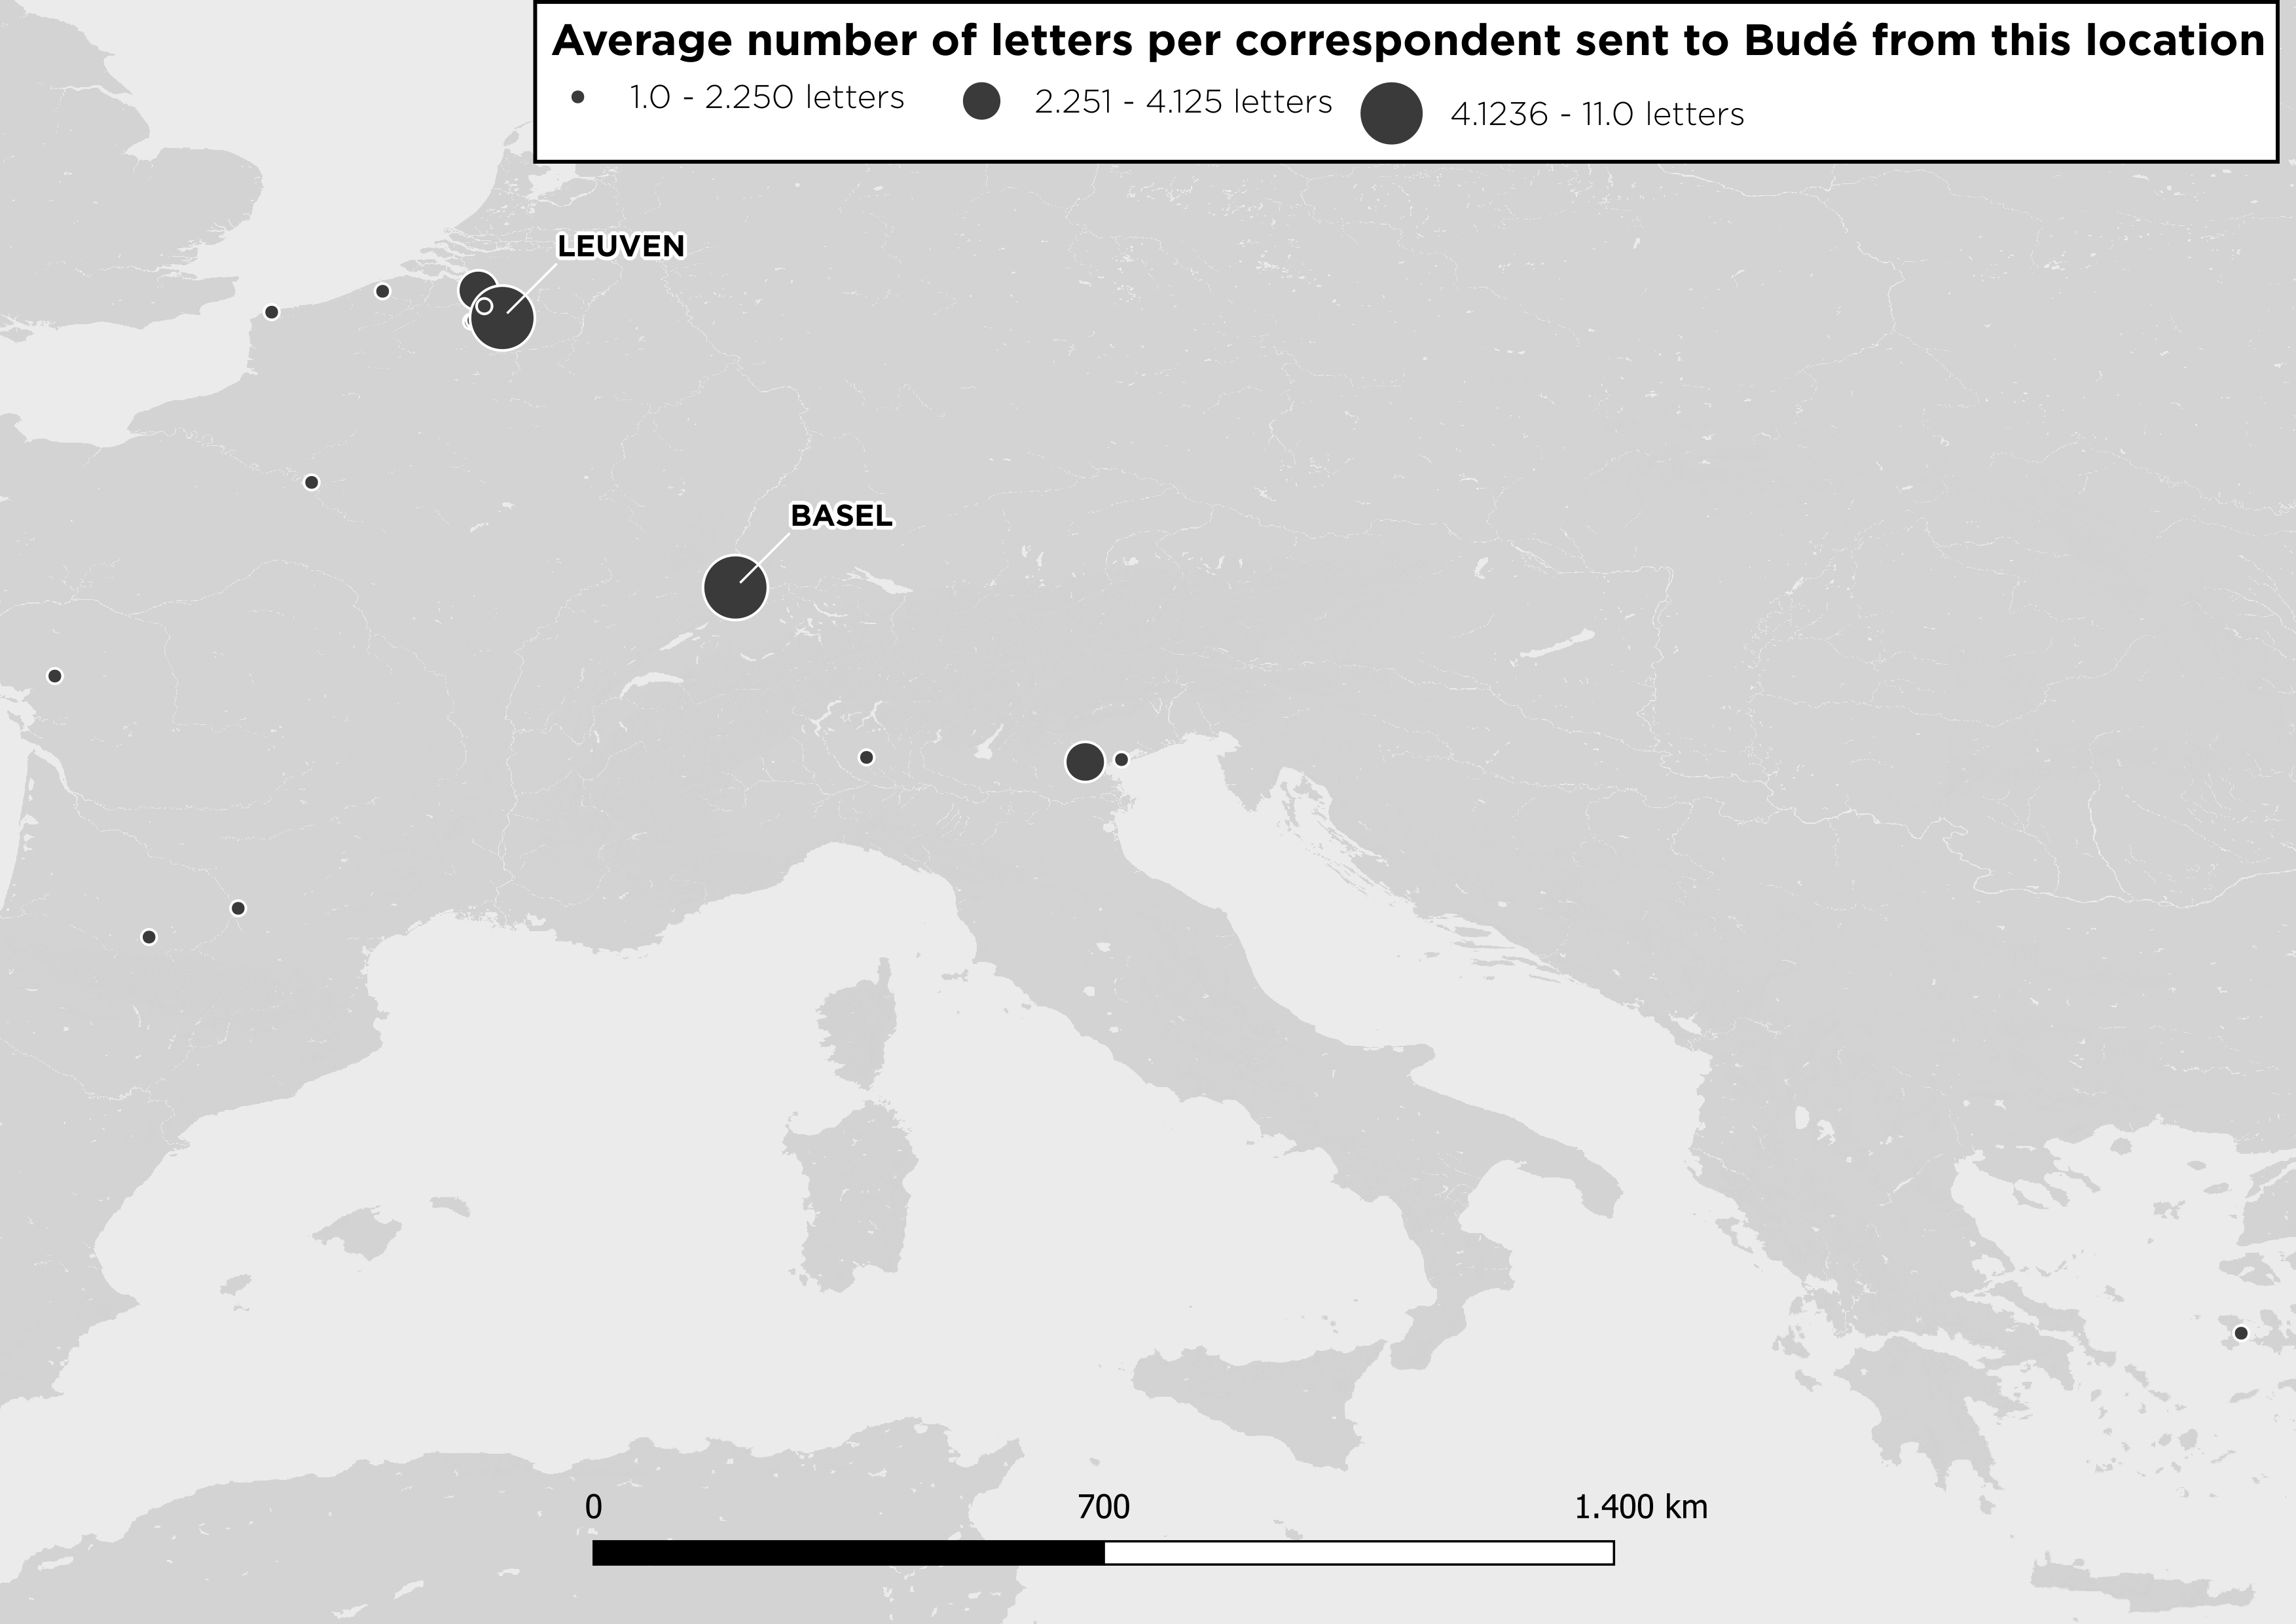 Average number of letters per correspondent sent to Budé from this location
1.0 - 2.250 letters 2.251 - 4.125 letters 4.1236 - 11.0 letters
LEUVEN
BASEL
0 700 1.400 km